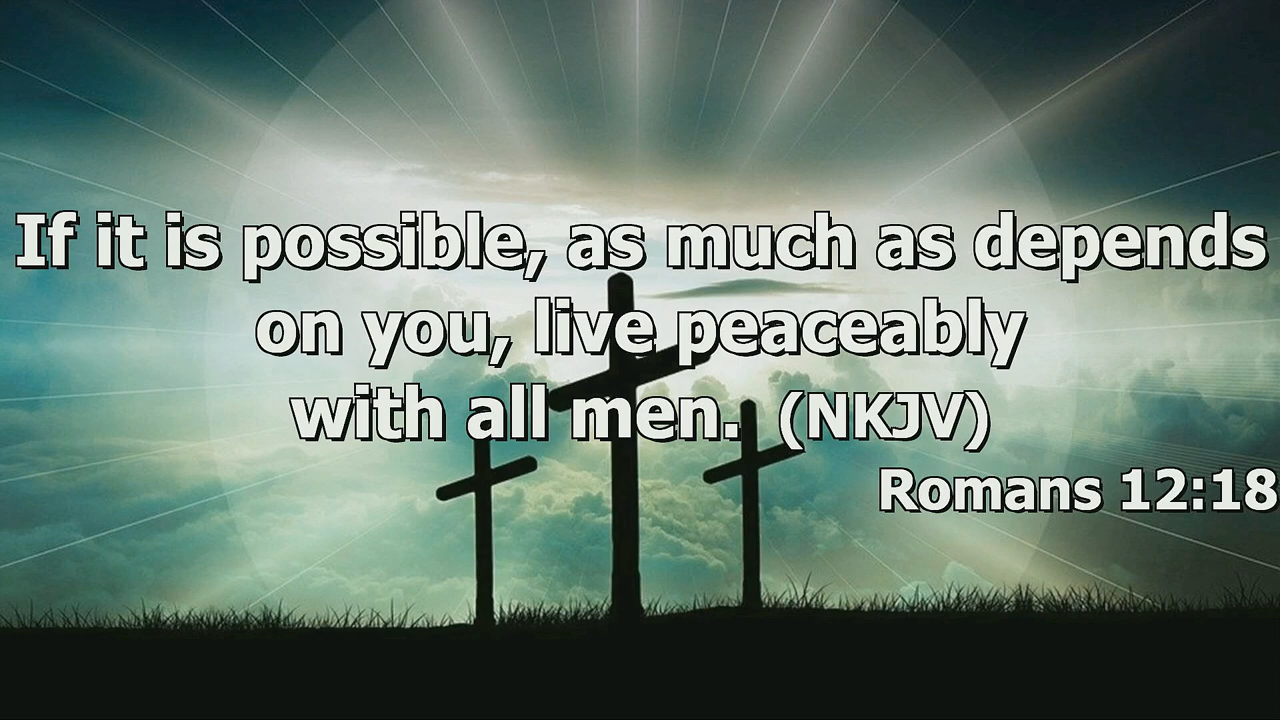 If it is possible, as much as depends
on you, live peaceably
with all men. (NKJV)
Romans 12:18